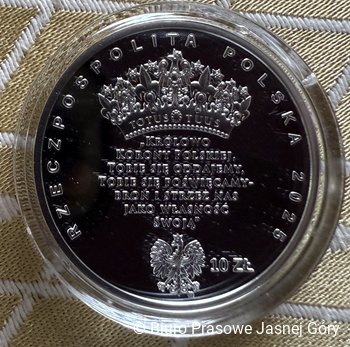 RZECZPOSPOLITA POLSKA 2025
TOTUS TUUS
„KRÓLOWO
KORONY POLSKIEJ,
TOBIE SIĘ ODDAJEMY,
TOBIE SIĘ POŚWIĘCAMY-
BROŃ I STRZEŻ NAS
JAKO WŁASNOŚĆ
SWOJĄ”
10 ZŁ
© Biuro Prasowe Jasnej Góry